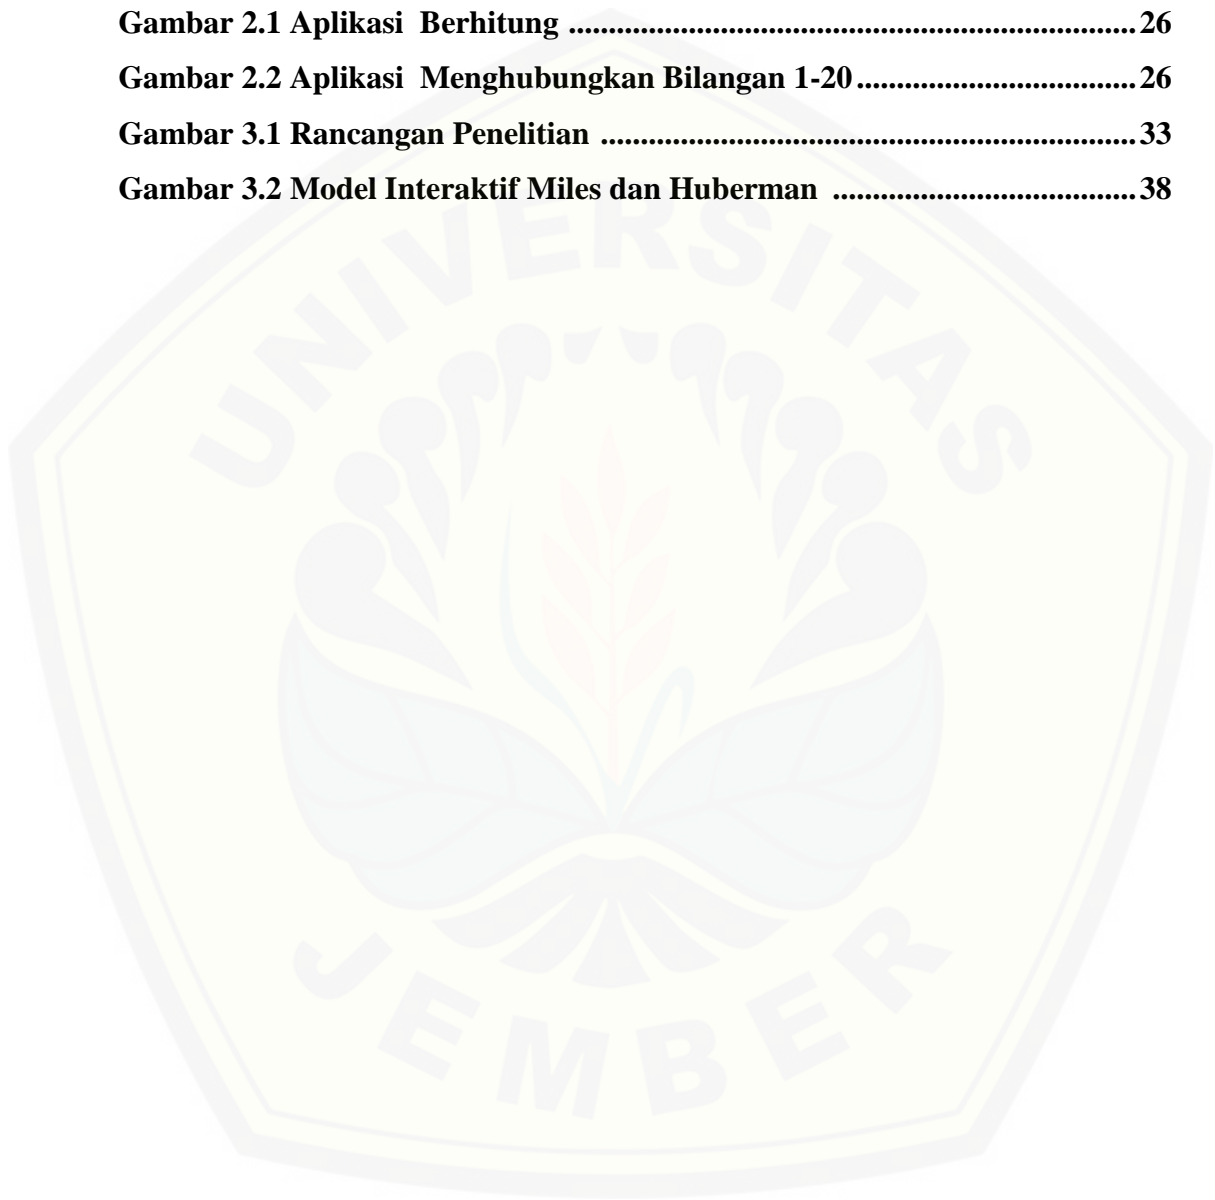 Gambar 2.1 Aplikasi  Berhitung ......................................................................26
Gambar 2.2 Aplikasi  Menghubungkan Bilangan 1-20..................................26
Gambar 3.1 Rancangan Penelitian ..................................................................33
Gambar 3.2 Model Interaktif Miles dan Huberman .....................................38
UNIVERSITAS
JEMBER